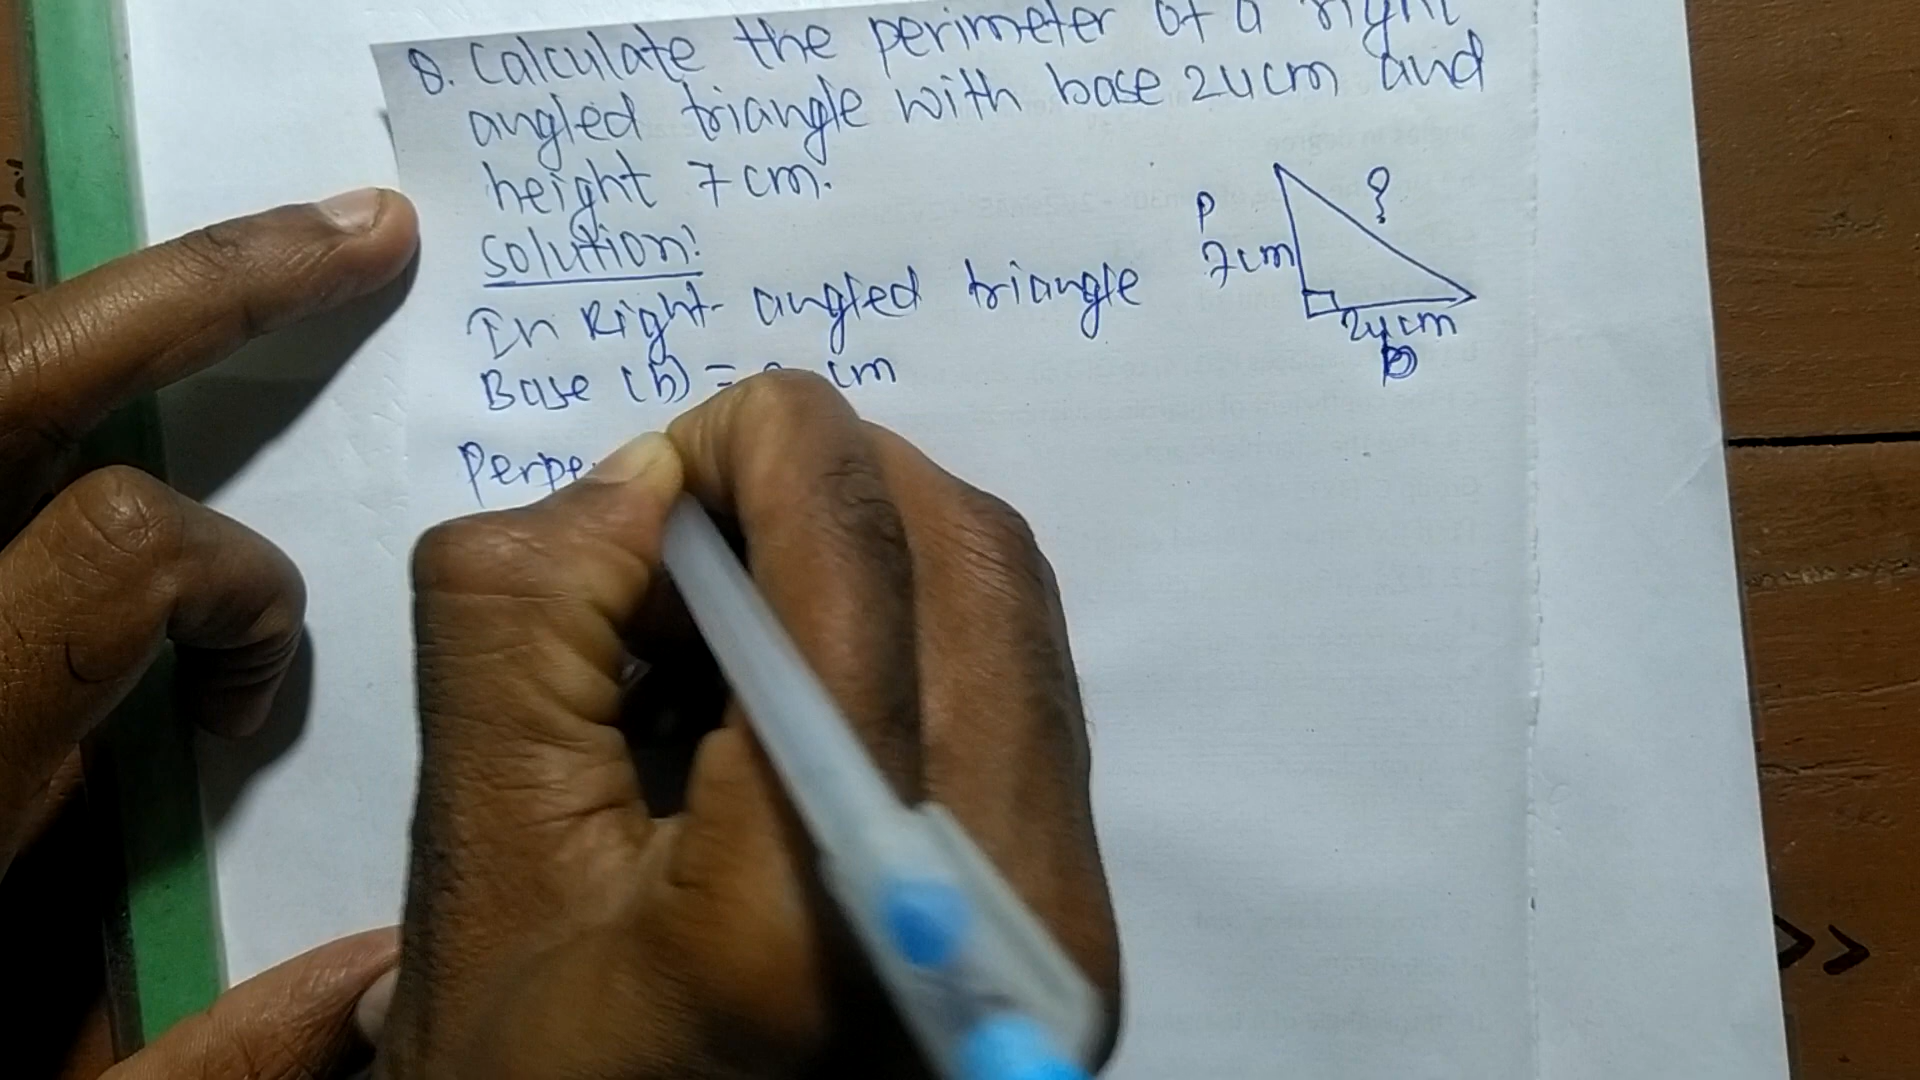 8. Calculate the perimeter of a right
angled triangle with base 24cm and
height 7cm.
Solution:
In Right-angled triangle
Base (b) = cm
Perpe
P
7cm
?
24cm
b
>>